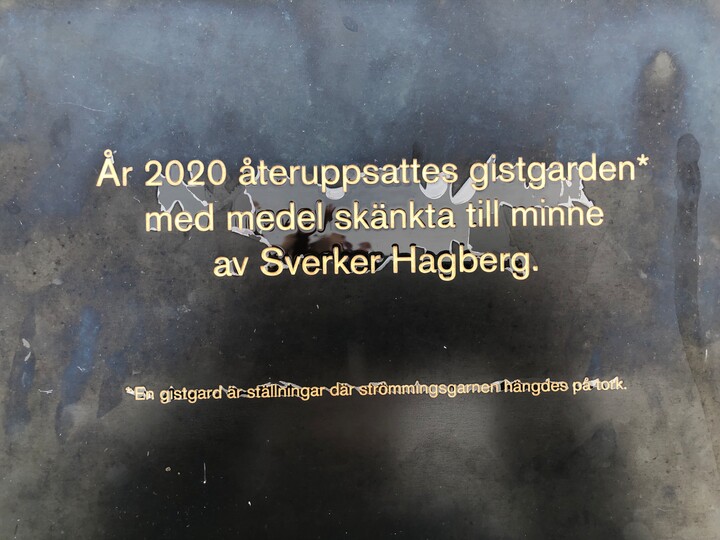 År 2020 återuppsattes gistgarden*
med medel skänkta till minne
av Sverker Hagberg.
*En gistgard är ställningar där strömmingsgarnen hängdes på tork.